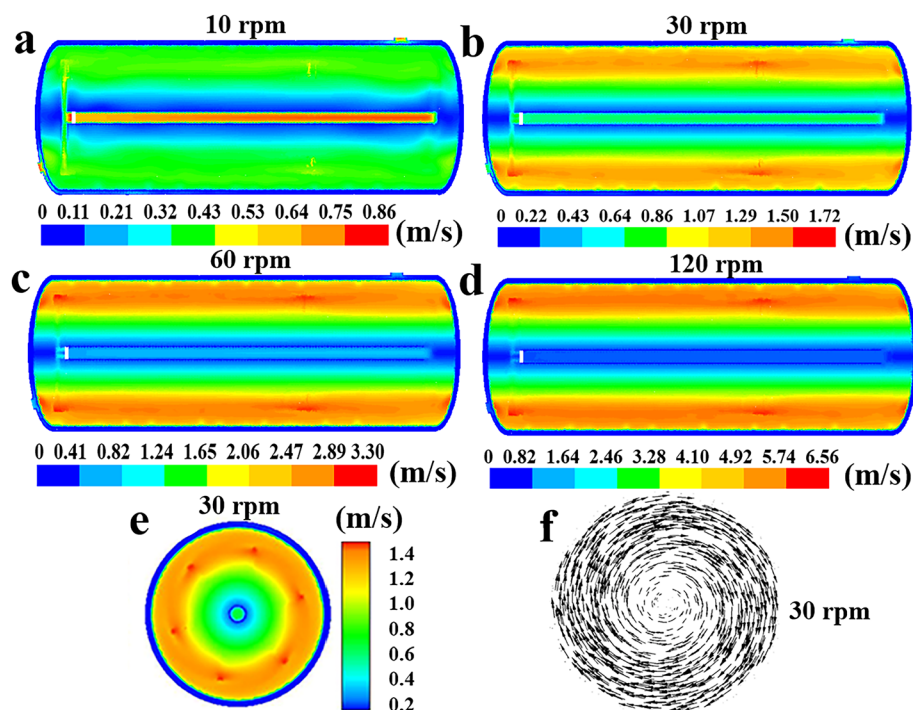 a 10 rpm
b 30 rpm
0 0.11 0.21 0.32 0.43 0.53 0.64 0.75 0.86 (m/s)
0 0.22 0.43 0.64 0.86 1.07 1.29 1.50 1.72 (m/s)
c 60 rpm
d 120 rpm
0 0.41 0.82 1.24 1.65 2.06 2.47 2.89 3.30 (m/s)
0 0.82 1.64 2.46 3.28 4.10 4.92 5.74 6.56 (m/s)
e 30 rpm (m/s)
1.4
1.2
1.0
0.8
0.6
0.4
0.2
f
30 rpm